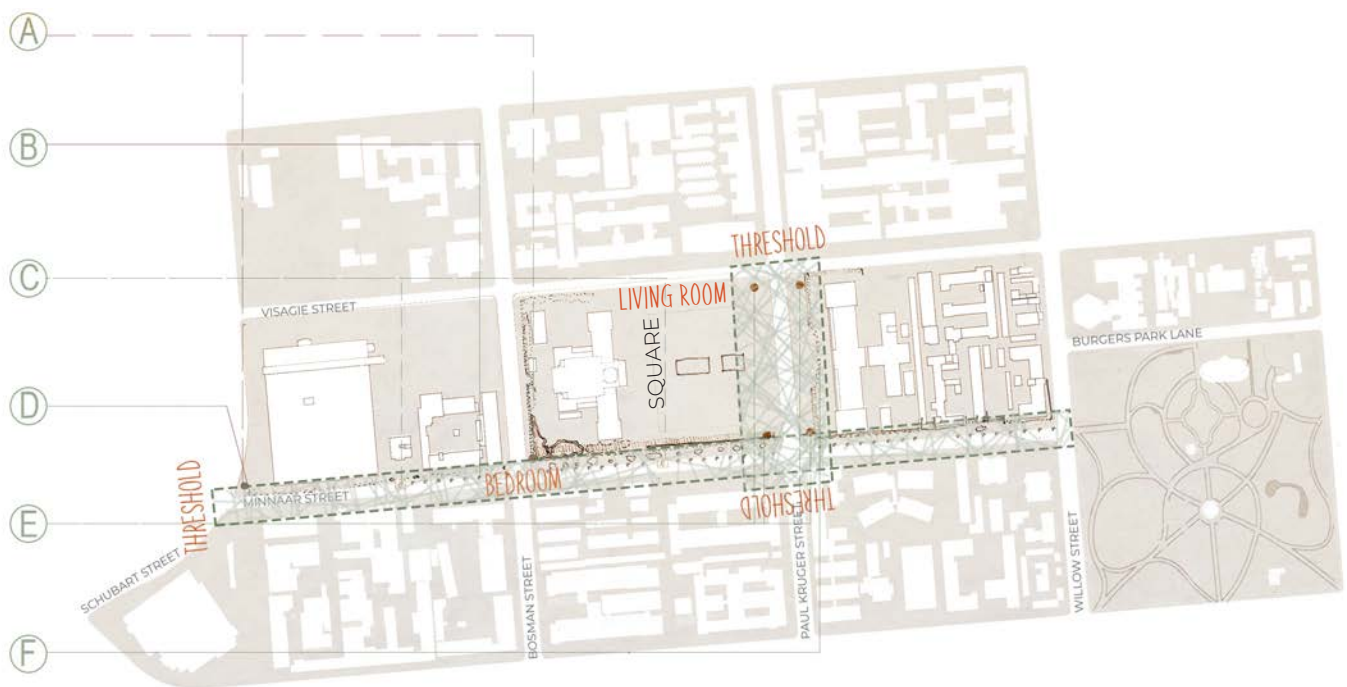 A
B
C
D
E
F
THRESHOLD
LIVING ROOM
SQUARE
VISAGIE STREET
BURGERS PARK LANE
THRESHOLD
BEDROOM
MINNAAR STREET
THRESHOLD
SCHUBART STREET
BOSMAN STREET
PAUL KRUGER STREET
WILLOW STREET